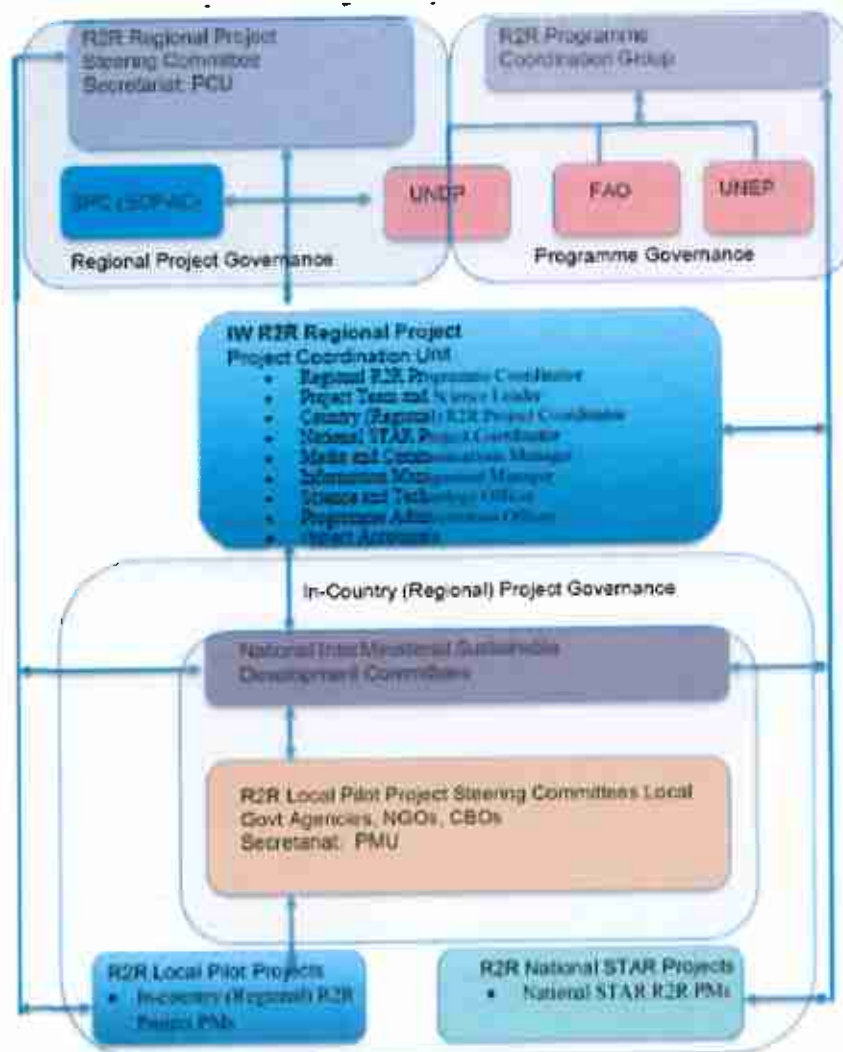 R2R Regional Project
Steering Committee
Secretariat: PCU
R2R Programme
Coordination Group
SPC (SOPAC)
UNDP
FAO
UNEP
Regional Project Governance
Programme Governance
IW R2R Regional Project
Project Coordination Unit
• Regional R2R Programme Coordinator
• Project Team and Science Leader
• Country (Regional) R2R Project Coordinator
• National STAR Project Coordinator
• Media and Communications Manager
• Information Management Manager
• Science and Technology Officer
• Programme Administration Officer
• Project
In-Country (Regional) Project Governance
National InterMinisterial Sustainable
Development Committees
R2R Local Pilot Project Steering Committees Local
Govt Agencies, NGOs, CBOs
Secretariat: PMU
R2R Local Pilot Projects
• In-country (Regional) R2R
Project PMs
R2R National STAR Projects
• National STAR R2R PMs